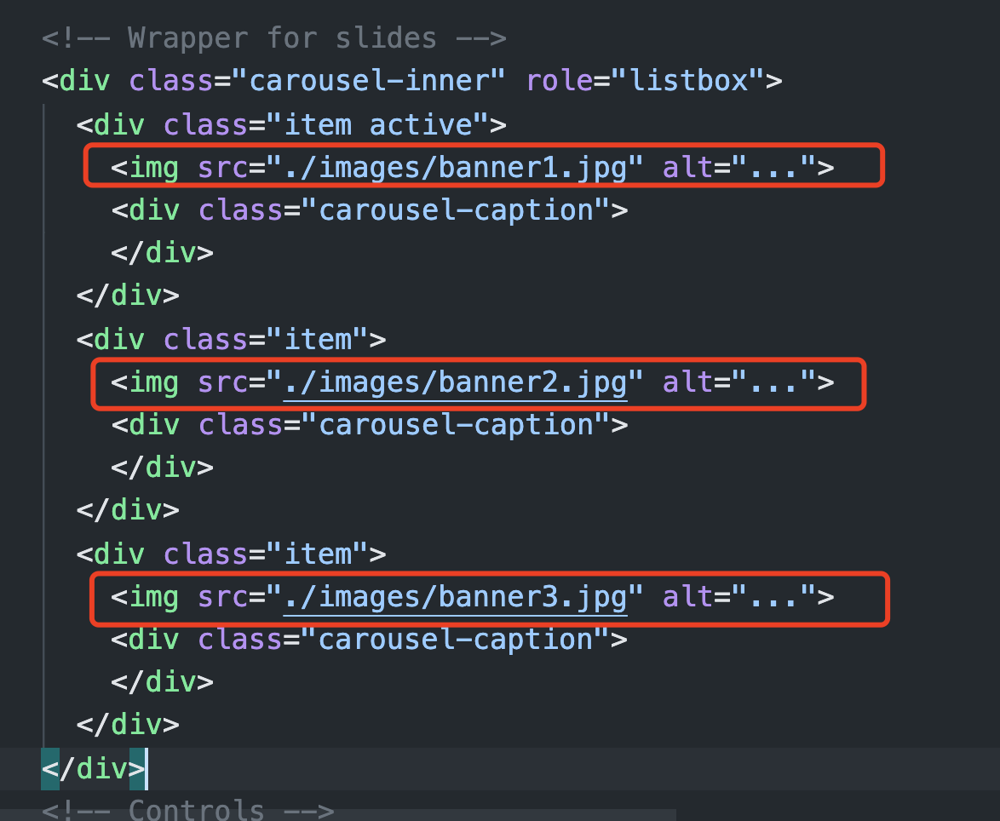 <!-- Wrapper for slides -->
<div class="carousel-inner" role="listbox">
<div class="item active">
<img src="./images/banner1.jpg" alt="...">
<div class="carousel-caption">
</div>
</div>
<div class="item">
<img src="./images/banner2.jpg" alt="...">
<div class="carousel-caption">
</div>
</div>
<div class="item">
<img src="./images/banner3.jpg" alt="...">
<div class="carousel-caption">
</div>
</div>
</div>
<!-- Controls -->